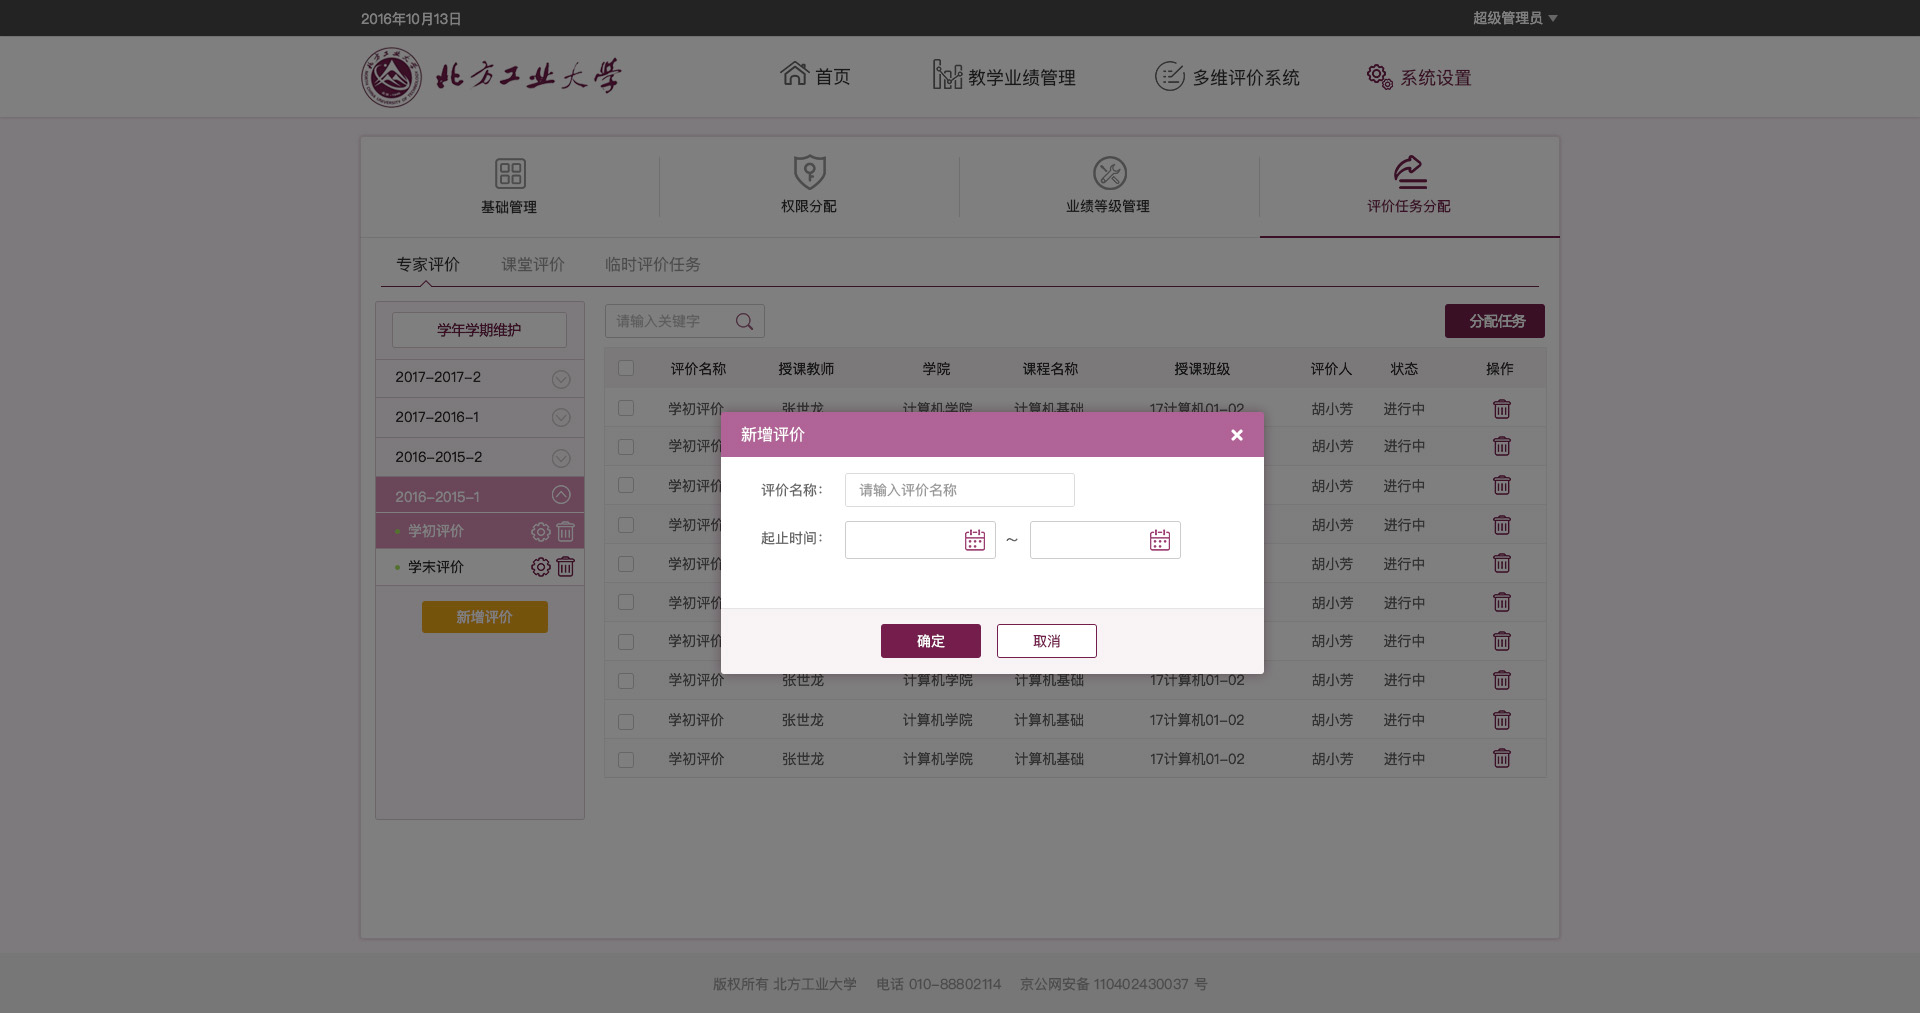 2016年10月13日 超级管理员
北方工业大学 首页 教学业绩管理 多维评价系统 系统设置
基础管理 权限分配 业绩等级管理 评价任务分配
专家评价 课堂评价 临时评价任务
学年学期维护 请输入关键字 分配任务
2017-2017-2
2017-2016-1
2016-2015-2
2016-2015-1
学初评价
学末评价
新增评价
评价名称 授课教师 学院 课程名称 授课班级 评价人 状态 操作
学初评价 张世龙 计算机学院 计算机基础 17计算机01-02 胡小芳 进行中
学初评价 胡小芳 进行中
学初评价 胡小芳 进行中
学初评价 胡小芳 进行中
学初评价 胡小芳 进行中
学初评价 胡小芳 进行中
学初评价 胡小芳 进行中
学初评价 张世龙 计算机学院 计算机基础 17计算机01-02 胡小芳 进行中
学初评价 张世龙 计算机学院 计算机基础 17计算机01-02 胡小芳 进行中
学初评价 张世龙 计算机学院 计算机基础 17计算机01-02 胡小芳 进行中
新增评价
评价名称: 请输入评价名称
起止时间: ~
确定 取消
版权所有 北方工业大学 电话 010-88802114 京公网安备 110402430037 号